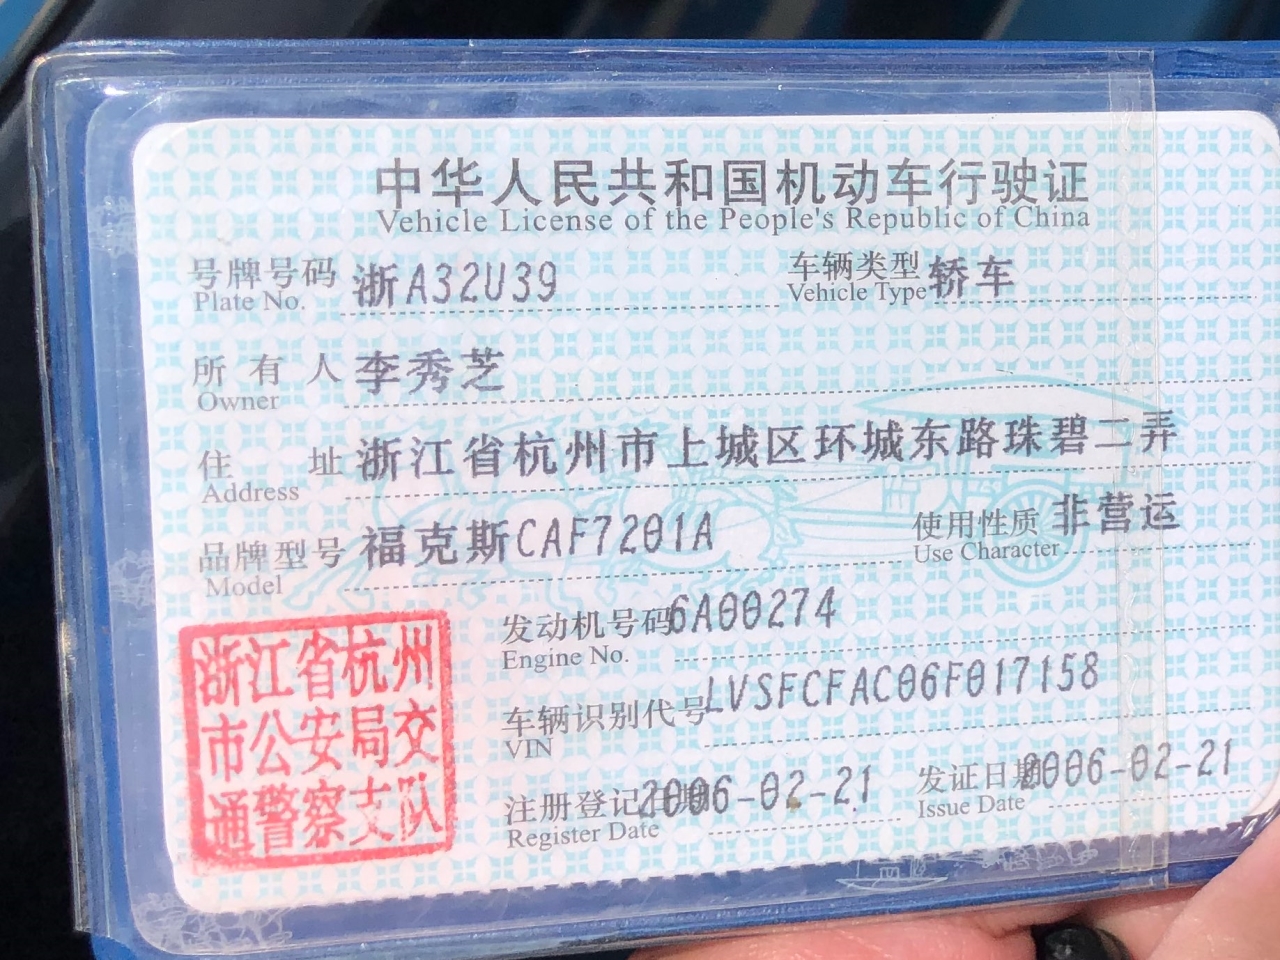 中华人民共和国机动车行驶证
Vehicle License of the People's Republic of China
号牌号码 浙A32U39 车辆类型 轿车
Plate No. Vehicle Type
所有人 李秀芝
Owner
住址 浙江省杭州市上城区环城东路珠碧二弄
Address
品牌型号 福克斯CAF7201A 使用性质 非营运
Model Use Character
发动机号码 6A00274
Engine No.
车辆识别代号 LVSFCFAC06F017158
VIN
注册登记日期 2006-02-21 发证日期 2006-02-21
Register Date Issue Date
浙江省杭州
市公安局交
通警察支队